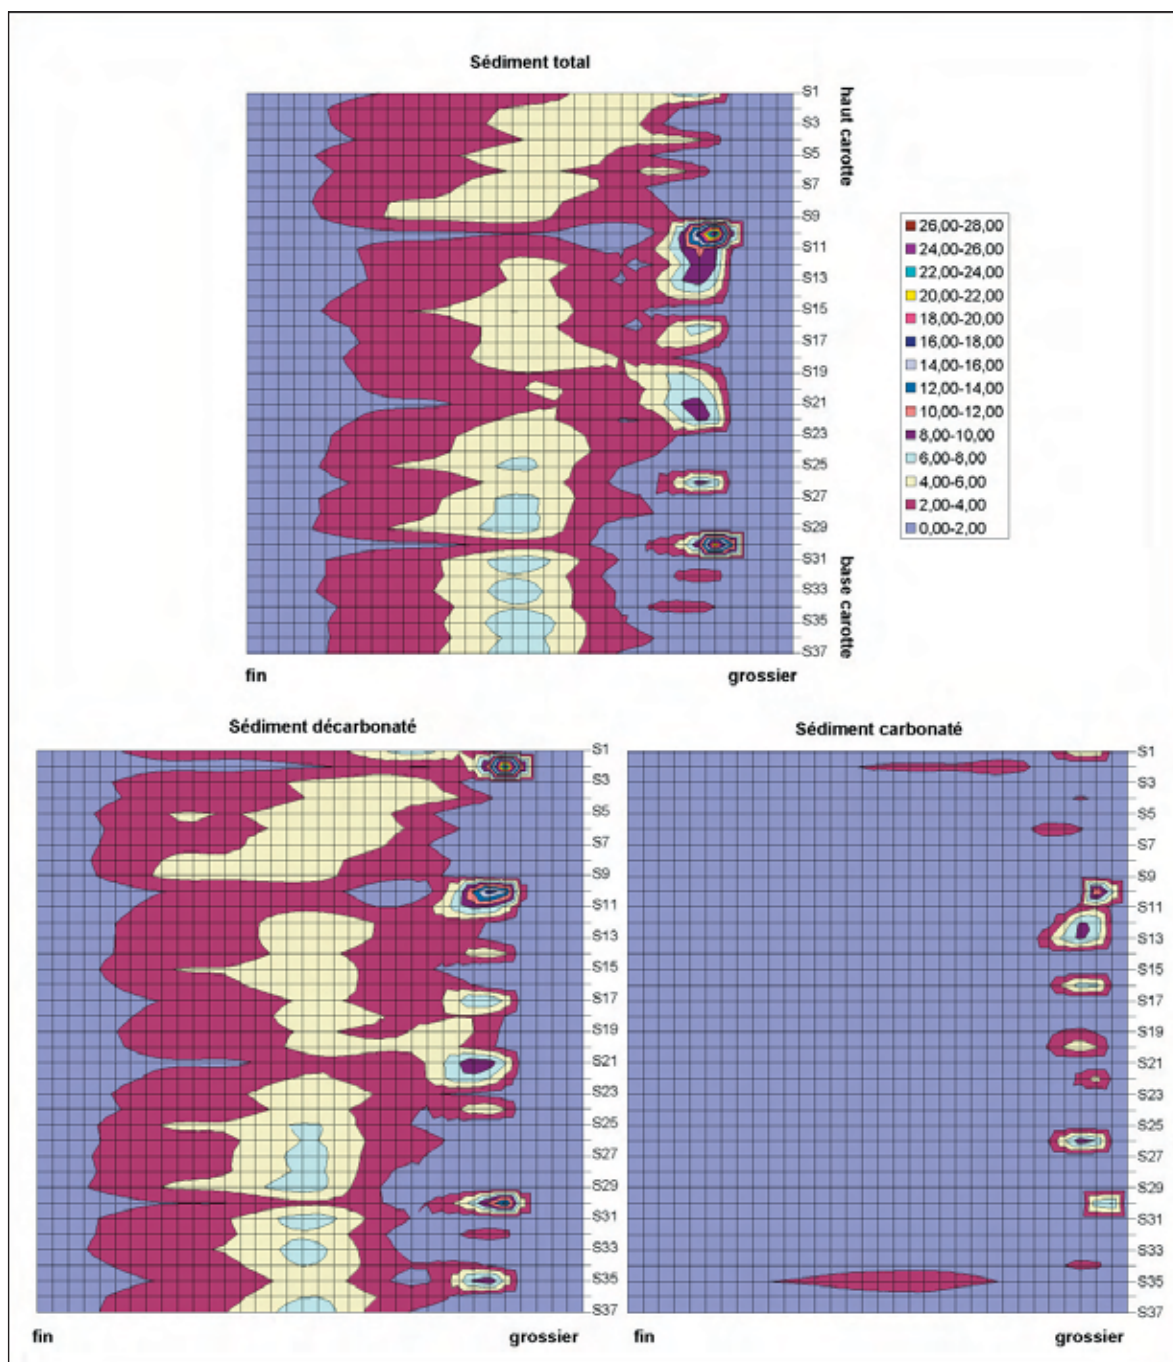 Sédiment total
S1
S3
S5
S7
S9
S11
S13
S15
S17
S19
S21
S23
S25
S27
S29
S31
S33
S35
S37
haut carotte
base carotte
26,00-28,00
24,00-26,00
22,00-24,00
20,00-22,00
18,00-20,00
16,00-18,00
14,00-16,00
12,00-14,00
10,00-12,00
8,00-10,00
6,00-8,00
4,00-6,00
2,00-4,00
0,00-2,00
fin grossier
Sédiment décarbonaté
S1
S3
S5
S7
S9
S11
S13
S15
S17
S19
S21
S23
S25
S27
S29
S31
S33
S35
S37
fin grossier
Sédiment carbonaté
S1
S3
S5
S7
S9
S11
S13
S15
S17
S19
S21
S23
S25
S27
S29
S31
S33
S35
S37
fin grossier